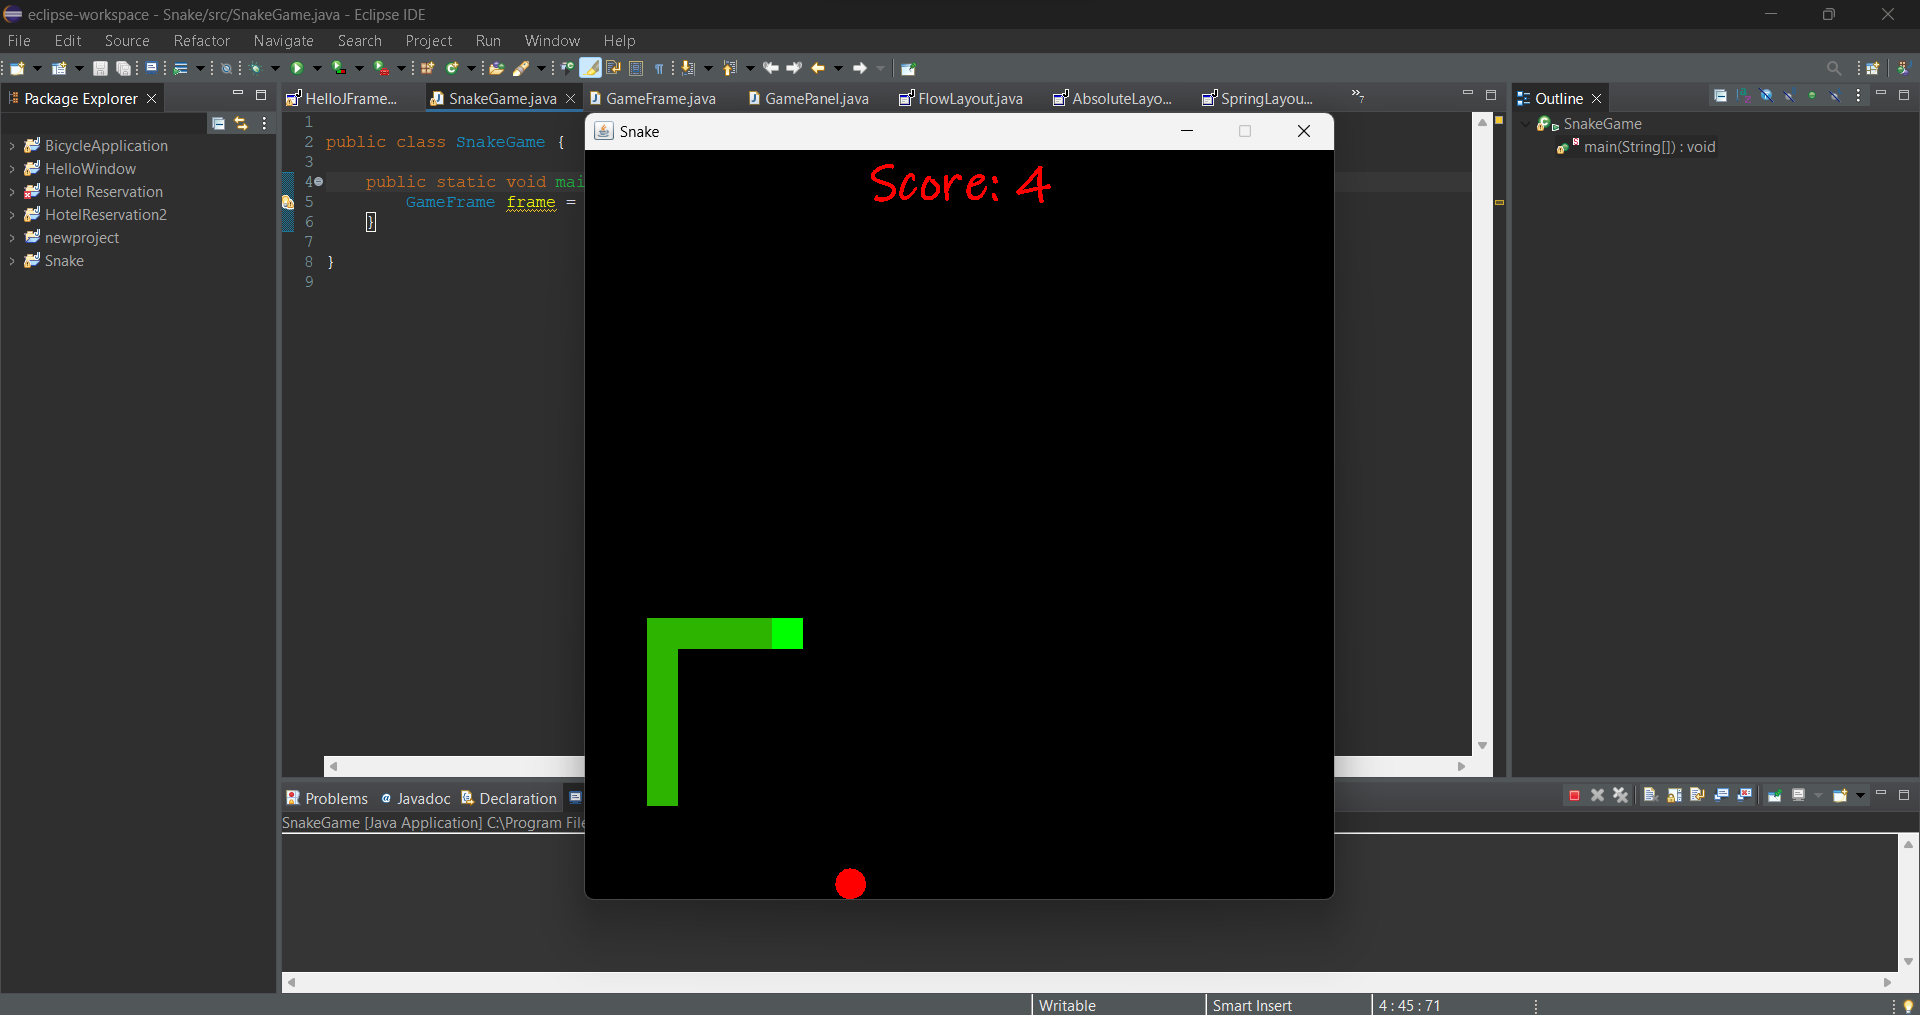 eclipse-workspace - Snake/src/SnakeGame.java - Eclipse IDE
File Edit Source Refactor Navigate Search Project Run Window Help
Package Explorer
HelloJFrame...
SnakeGame.java
GameFrame.java
GamePanel.java
FlowLayout.java
AbsoluteLayo...
SpringLayou...
»7
Outline
BicycleApplication
HelloWindow
Hotel Reservation
HotelReservation2
newproject
Snake
1
2 public class SnakeGame {
3
4 public static void mai
5 GameFrame frame =
6 }
7
8 }
9
Snake
Score: 4
SnakeGame
main(String[]) : void
Problems
@ Javadoc
Declaration
SnakeGame [Java Application] C:\Program File
Writable
Smart Insert
4 : 45 : 71